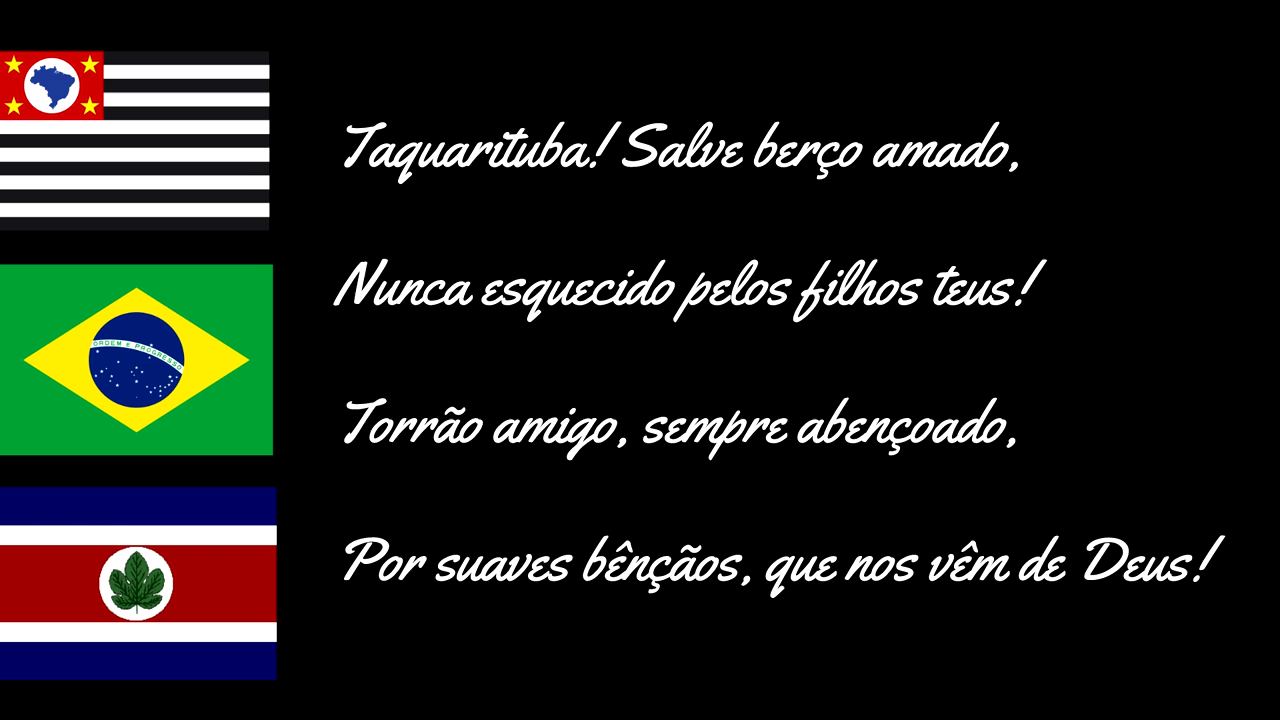 Taquarituba! Salve berço amado,
Nunca esquecido pelos filhos teus!
ORDEM E PROGRESSO
Torrão amigo, sempre abençoado,
Por suaves bênçãos, que nos vêm de Deus!